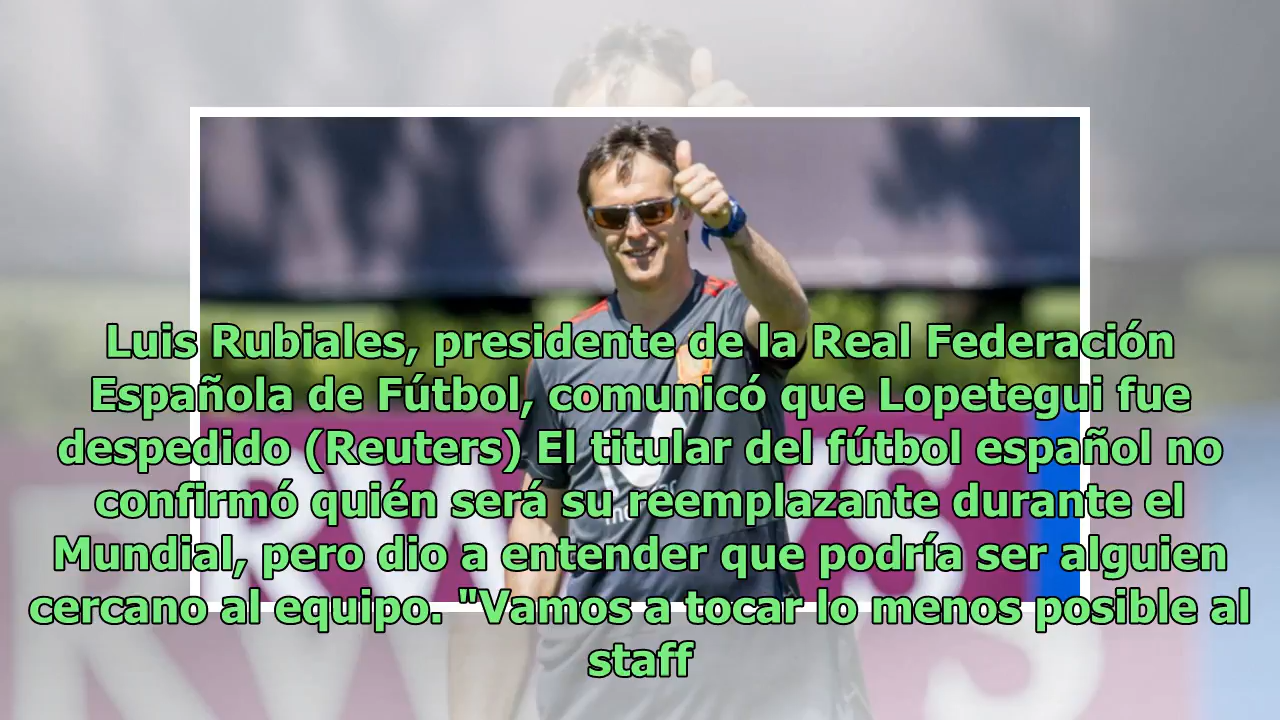 Luis Rubiales, presidente de la Real Federación
Española de Fútbol, comunicó que Lopetegui fue
despedido (Reuters) El titular del fútbol español no
confirmó quién será su reemplazante durante el
Mundial, pero dio a entender que podría ser alguien
cercano al equipo. "Vamos a tocar lo menos posible al
staff